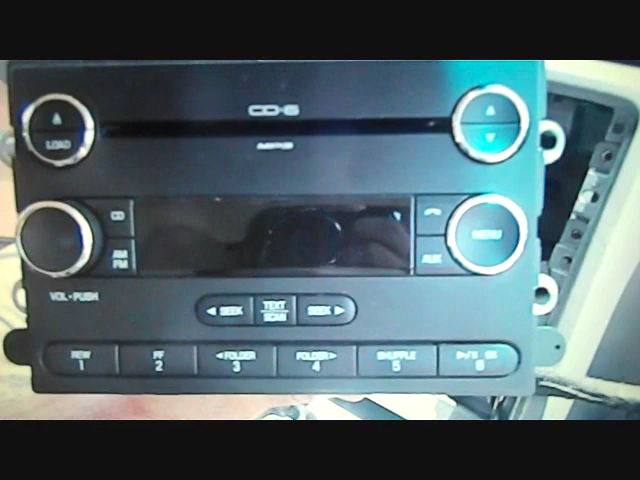 CD-6
LOAD
MP3
CD
AM
FM
MENU
AUX
VOL•PUSH
◀ SEEK
TEXT
SCAN
SEEK ▶
REW
1
FF
2
◁FOLDER
3
FOLDER▷
4
SHUFFLE
5
6